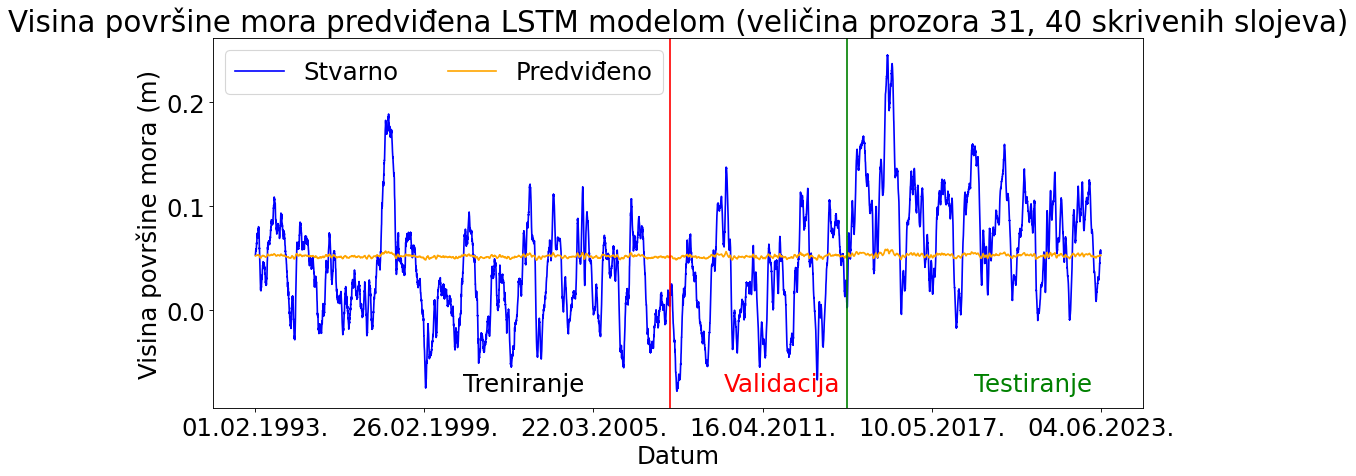 Visina površine mora predviđena LSTM modelom (veličina prozora 31, 40 skrivenih slojeva)
Stvarno Predviđeno
Visina površine mora (m)
0.2
0.1
0.0
Treniranje Validacija Testiranje
01.02.1993. 26.02.1999. 22.03.2005. 16.04.2011. 10.05.2017. 04.06.2023.
Datum